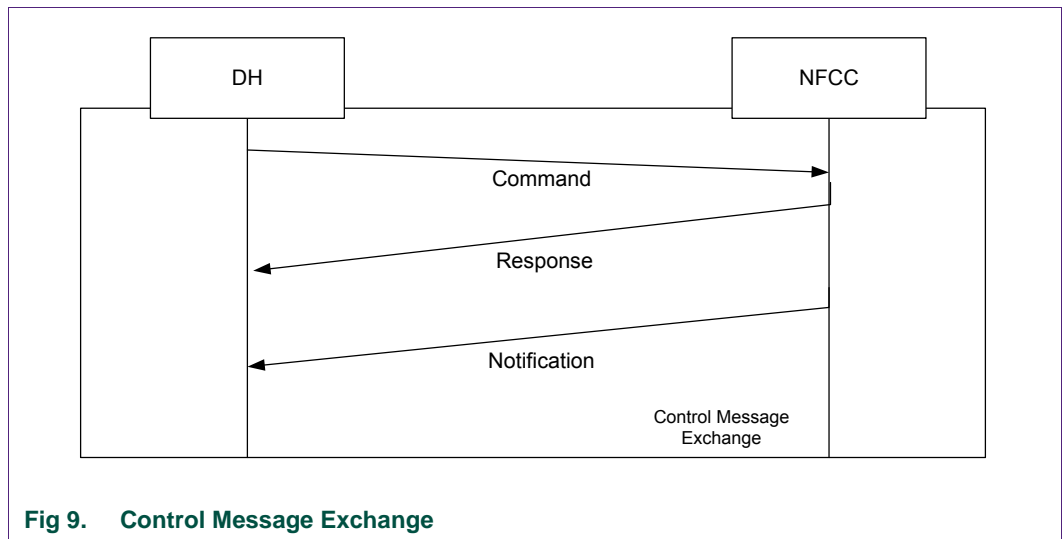 DH
NFCC
Command
Response
Notification
Control Message
Exchange
Fig 9. Control Message Exchange